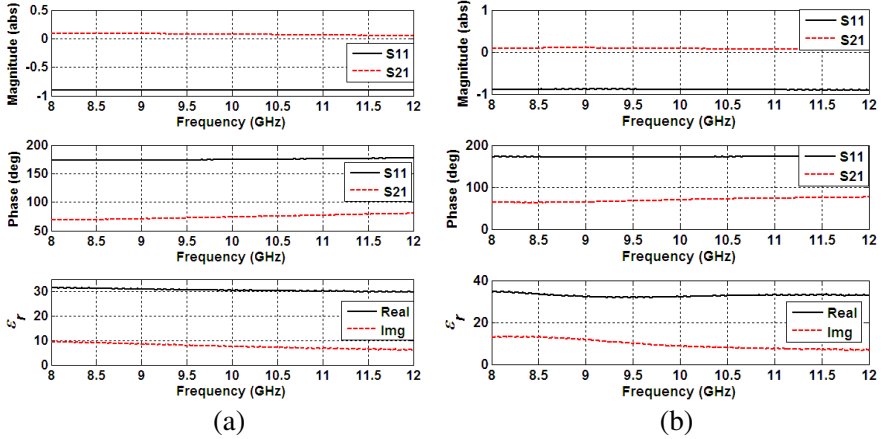 Magnitude (abs)
0.5
0
-0.5
-1
S11
S21
8 8.5 9 9.5 10 10.5 11 11.5 12
Frequency (GHz)
Phase (deg)
200
150
100
50
S11
S21
8 8.5 9 9.5 10 10.5 11 11.5 12
Frequency (GHz)
εr
30
20
10
0
Real
Img
8 8.5 9 9.5 10 10.5 11 11.5 12
Frequency (GHz)
(a)
Magnitude (abs)
1
0
-1
S11
S21
8 8.5 9 9.5 10 10.5 11 11.5 12
Frequency (GHz)
Phase (deg)
200
100
0
S11
S21
8 8.5 9 9.5 10 10.5 11 11.5 12
Frequency (GHz)
εr
40
20
0
Real
Img
8 8.5 9 9.5 10 10.5 11 11.5 12
Frequency (GHz)
(b)